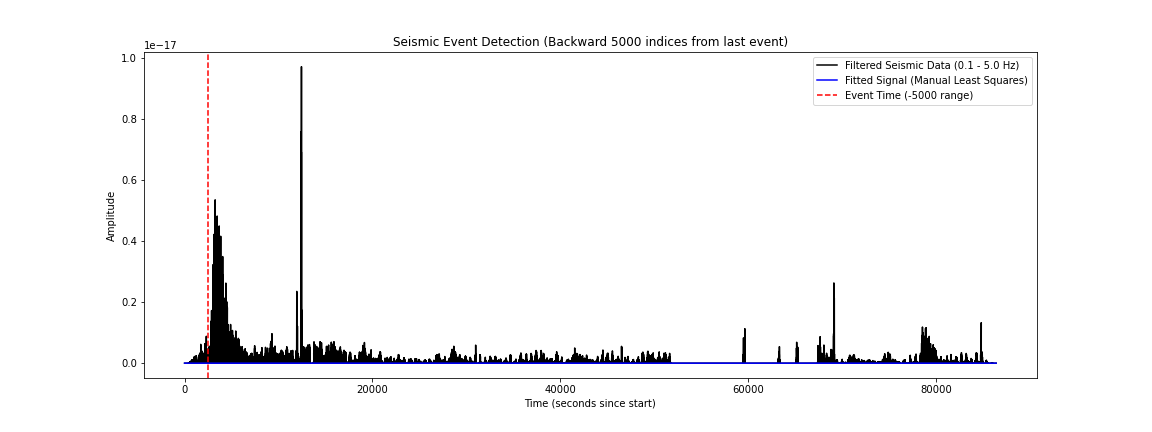 Seismic Event Detection (Backward 5000 indices from last event)
1e−17
1.0
0.8
0.6
0.4
0.2
0.0
Amplitude
Filtered Seismic Data (0.1 - 5.0 Hz)
Fitted Signal (Manual Least Squares)
Event Time (-5000 range)
0 20000 40000 60000 80000
Time (seconds since start)